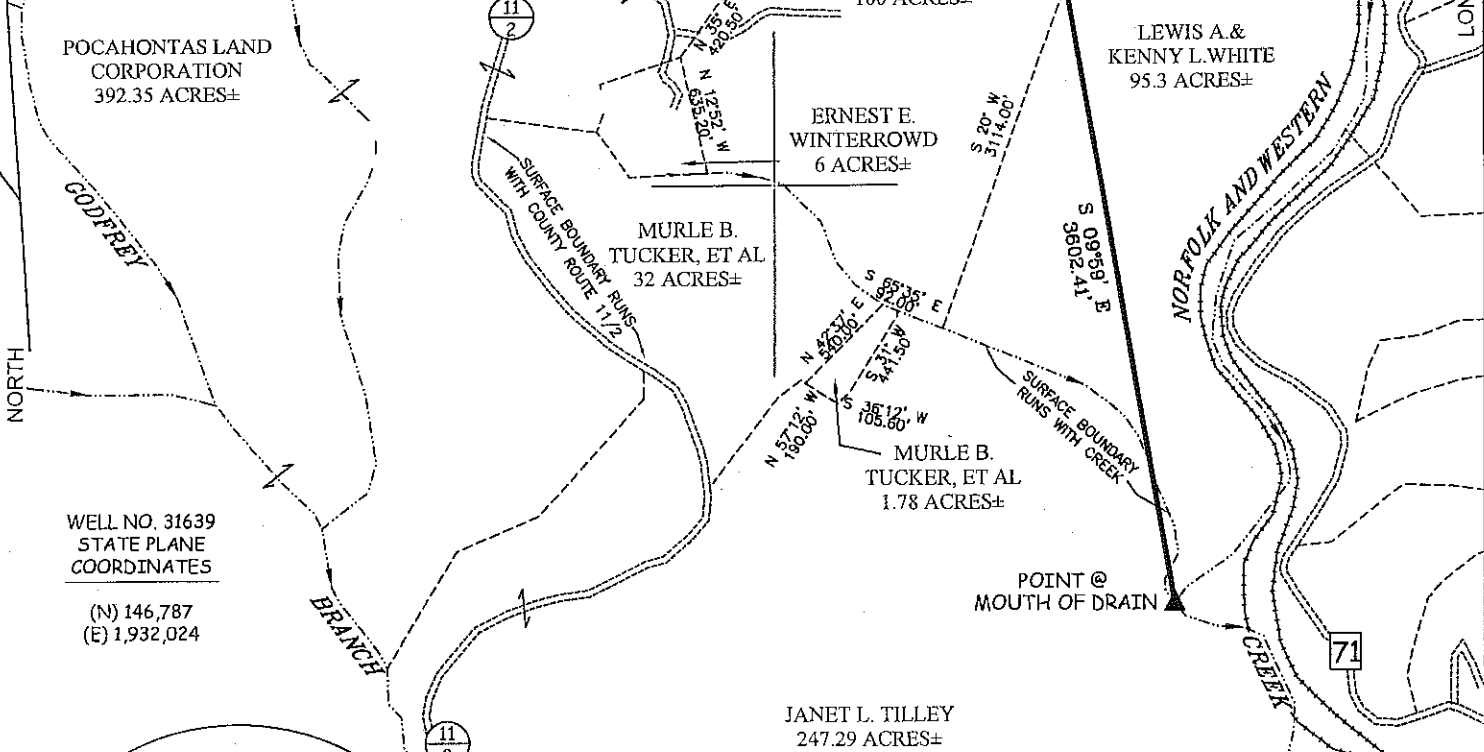 11
2
100 ACRES±
LON
POCAHONTAS LAND
CORPORATION
392.35 ACRES±
N 35° E
420.50'
LEWIS A.&
KENNY L.WHITE
95.3 ACRES±
N 12°52' W
635.20'
ERNEST E.
WINTERROWD
6 ACRES±
S 20° W
3114.00'
NORFOLK AND WESTERN
GODFREY
SURFACE BOUNDARY RUNS
WITH COUNTY ROUTE 11/2
MURLE B.
TUCKER, ET AL
32 ACRES±
S 09°59' E
3602.41'
S 65°35' E
92.00'
N 42°37' E
540.00'
S 31° W
441.50'
NORTH
S 36°12' W
105.60'
N 57°12' W
190.00'
SURFACE BOUNDARY
RUNS WITH CREEK
MURLE B.
TUCKER, ET AL
1.78 ACRES±
WELL NO. 31639
STATE PLANE
COORDINATES
(N) 146,787
(E) 1,932,024
BRANCH
POINT @
MOUTH OF DRAIN
CREEK
71
JANET L. TILLEY
247.29 ACRES±
11